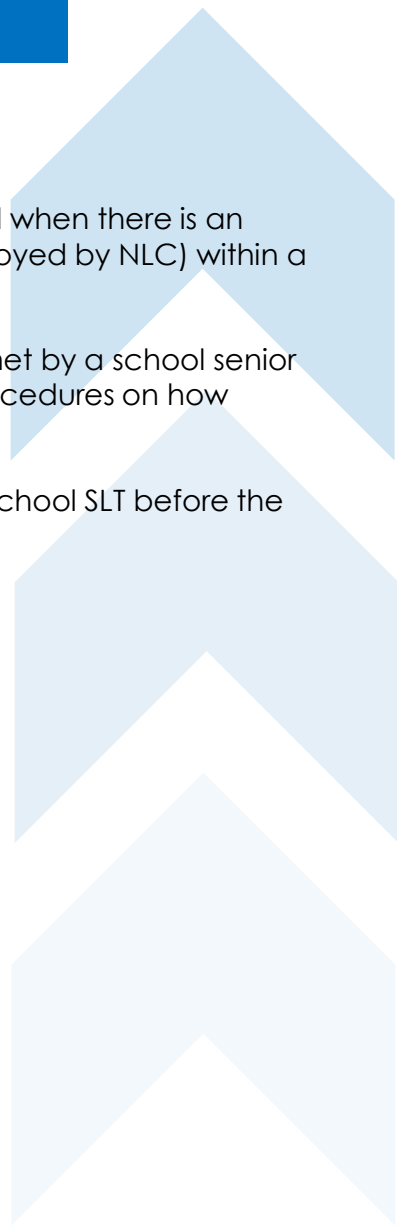 when there is an
oyed by NLC) within a
net by a school senior
cedures on how
chool SLT before the